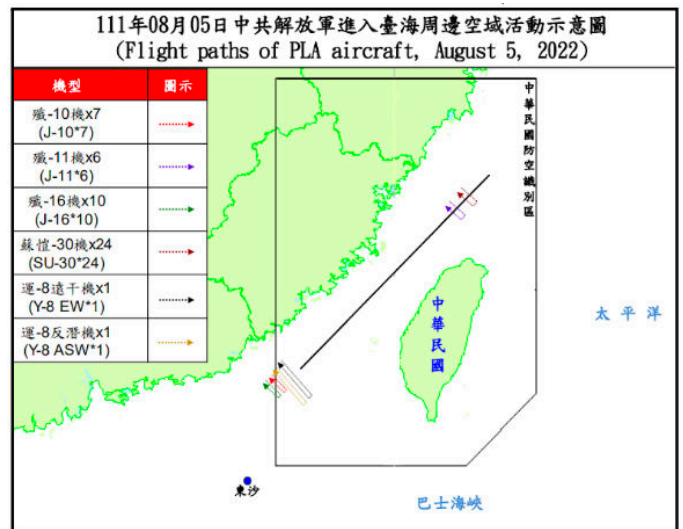 111年08月05日中共解放軍進入臺海周邊空域活動示意圖
(Flight paths of PLA aircraft, August 5, 2022)
機型 圖示
殲-10機x7
(J-10*7)
殲-11機x6
(J-11*6)
殲-16機x10
(J-16*10)
蘇愷-30機x24
(SU-30*24)
運-8遠干機x1
(Y-8 EW*1)
運-8反潛機x1
(Y-8 ASW*1)
中華民國防空識別區
中華民國
太平洋
東沙
巴士海峽